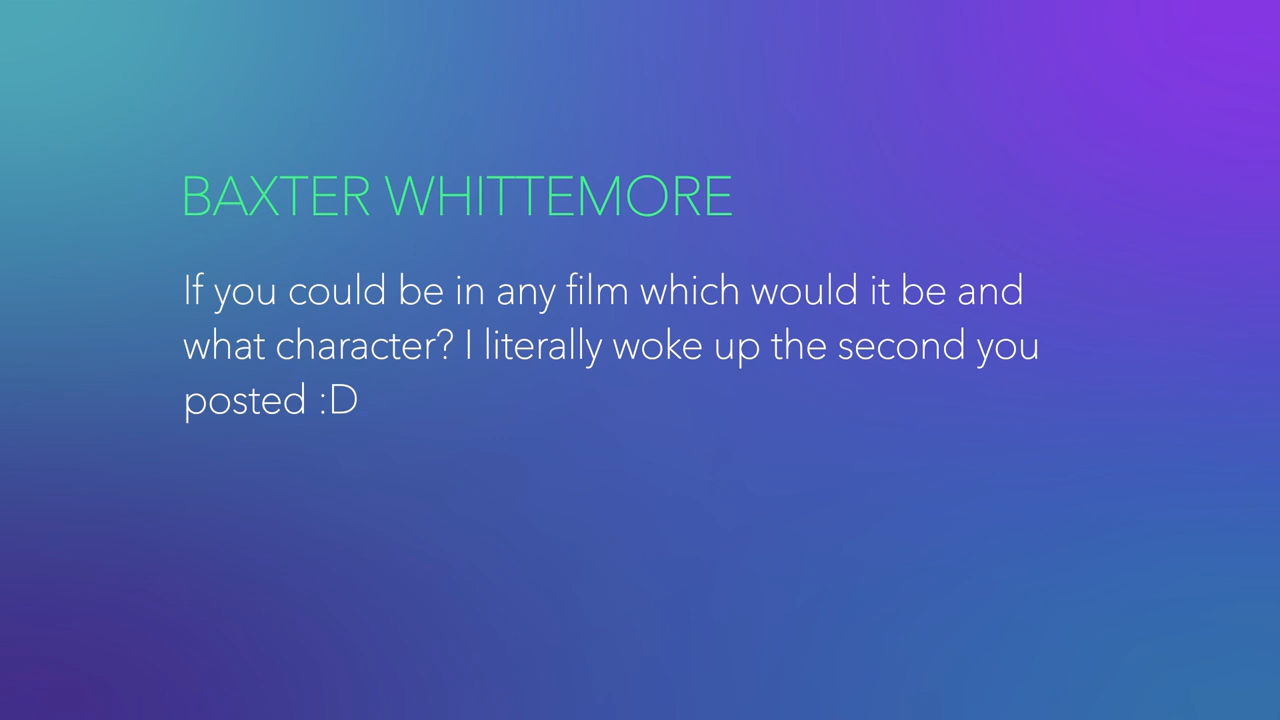 BAXTER WHITTEMORE
If you could be in any film which would it be and
what character? I literally woke up the second you
posted :D